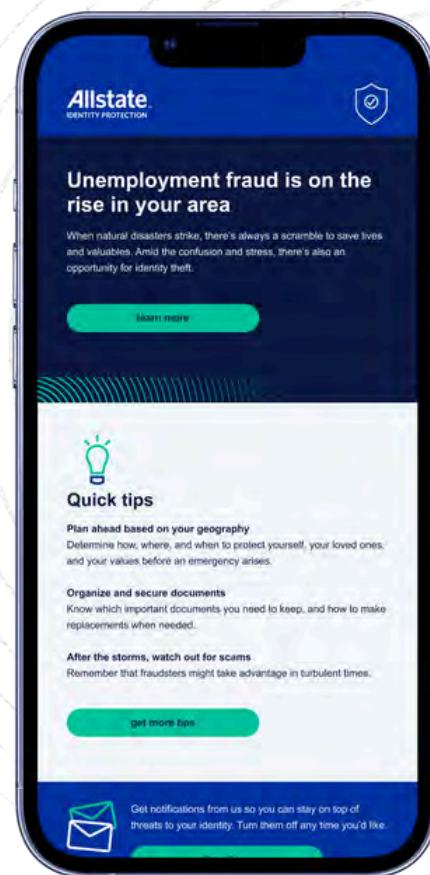 Allstate
IDENTITY PROTECTION
Unemployment fraud is on the
rise in your area
When natural disasters strike, there's always a scramble to save lives
and valuables. Amid the confusion and stress, there's also an
opportunity for identity theft.
learn more
Quick tips
Plan ahead based on your geography
Determine how, where, and when to protect yourself, your loved ones,
and your values before an emergency arises.
Organize and secure documents
Know which important documents you need to keep, and how to make
replacements when needed.
After the storms, watch out for scams
Remember that fraudsters might take advantage in turbulent times.
get more tips
Get notifications from us so you can stay on top of
threats to your identity. Turn them off any time you'd like.